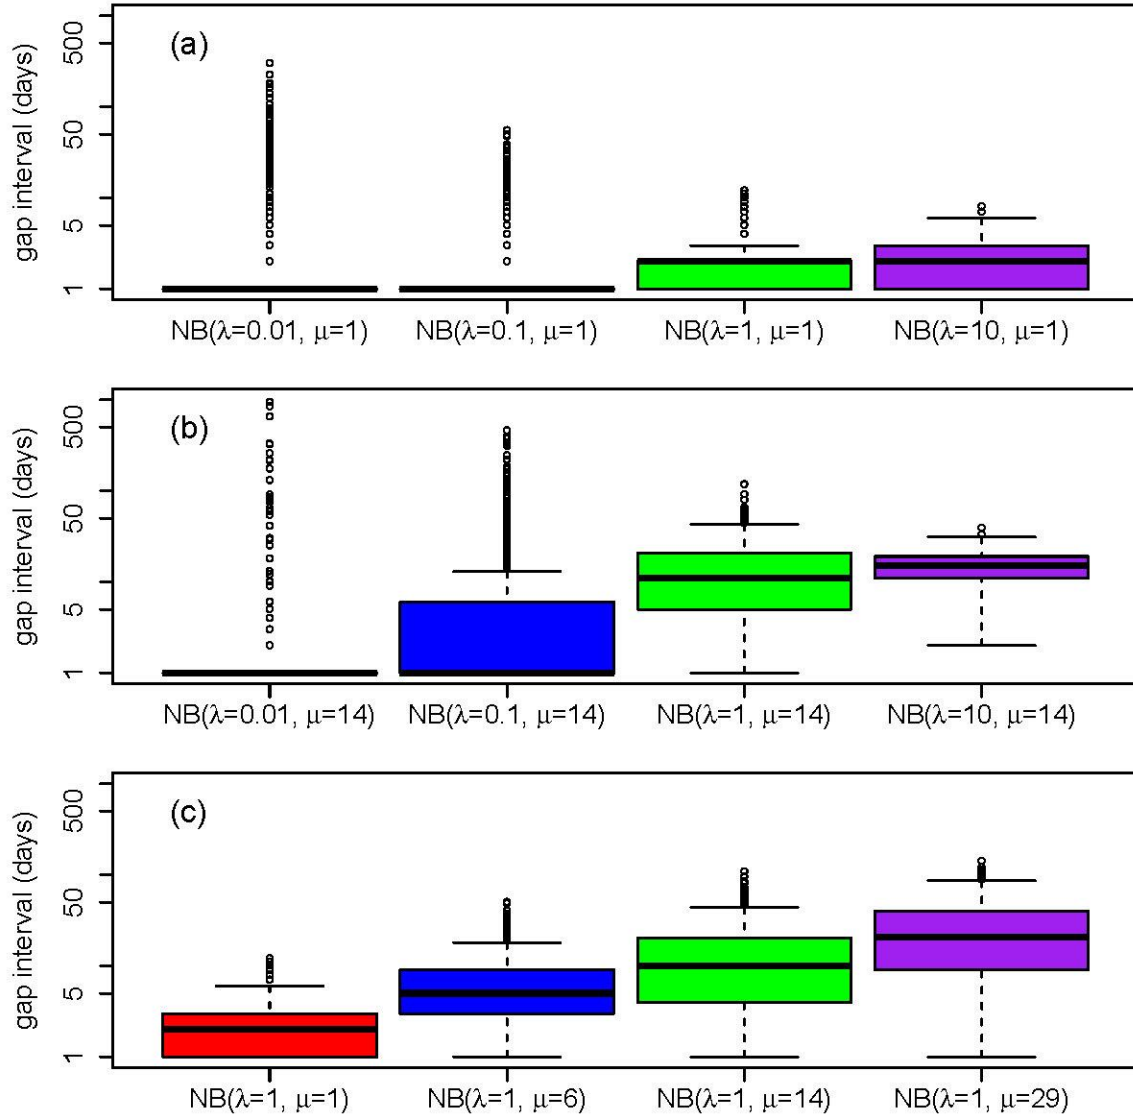 (a)
gap interval (days)
500
50
5
1
NB(λ=0.01, μ=1) NB(λ=0.1, μ=1) NB(λ=1, μ=1) NB(λ=10, μ=1)
(b)
gap interval (days)
500
50
5
1
NB(λ=0.01, μ=14) NB(λ=0.1, μ=14) NB(λ=1, μ=14) NB(λ=10, μ=14)
(c)
gap interval (days)
500
50
5
1
NB(λ=1, μ=1) NB(λ=1, μ=6) NB(λ=1, μ=14) NB(λ=1, μ=29)